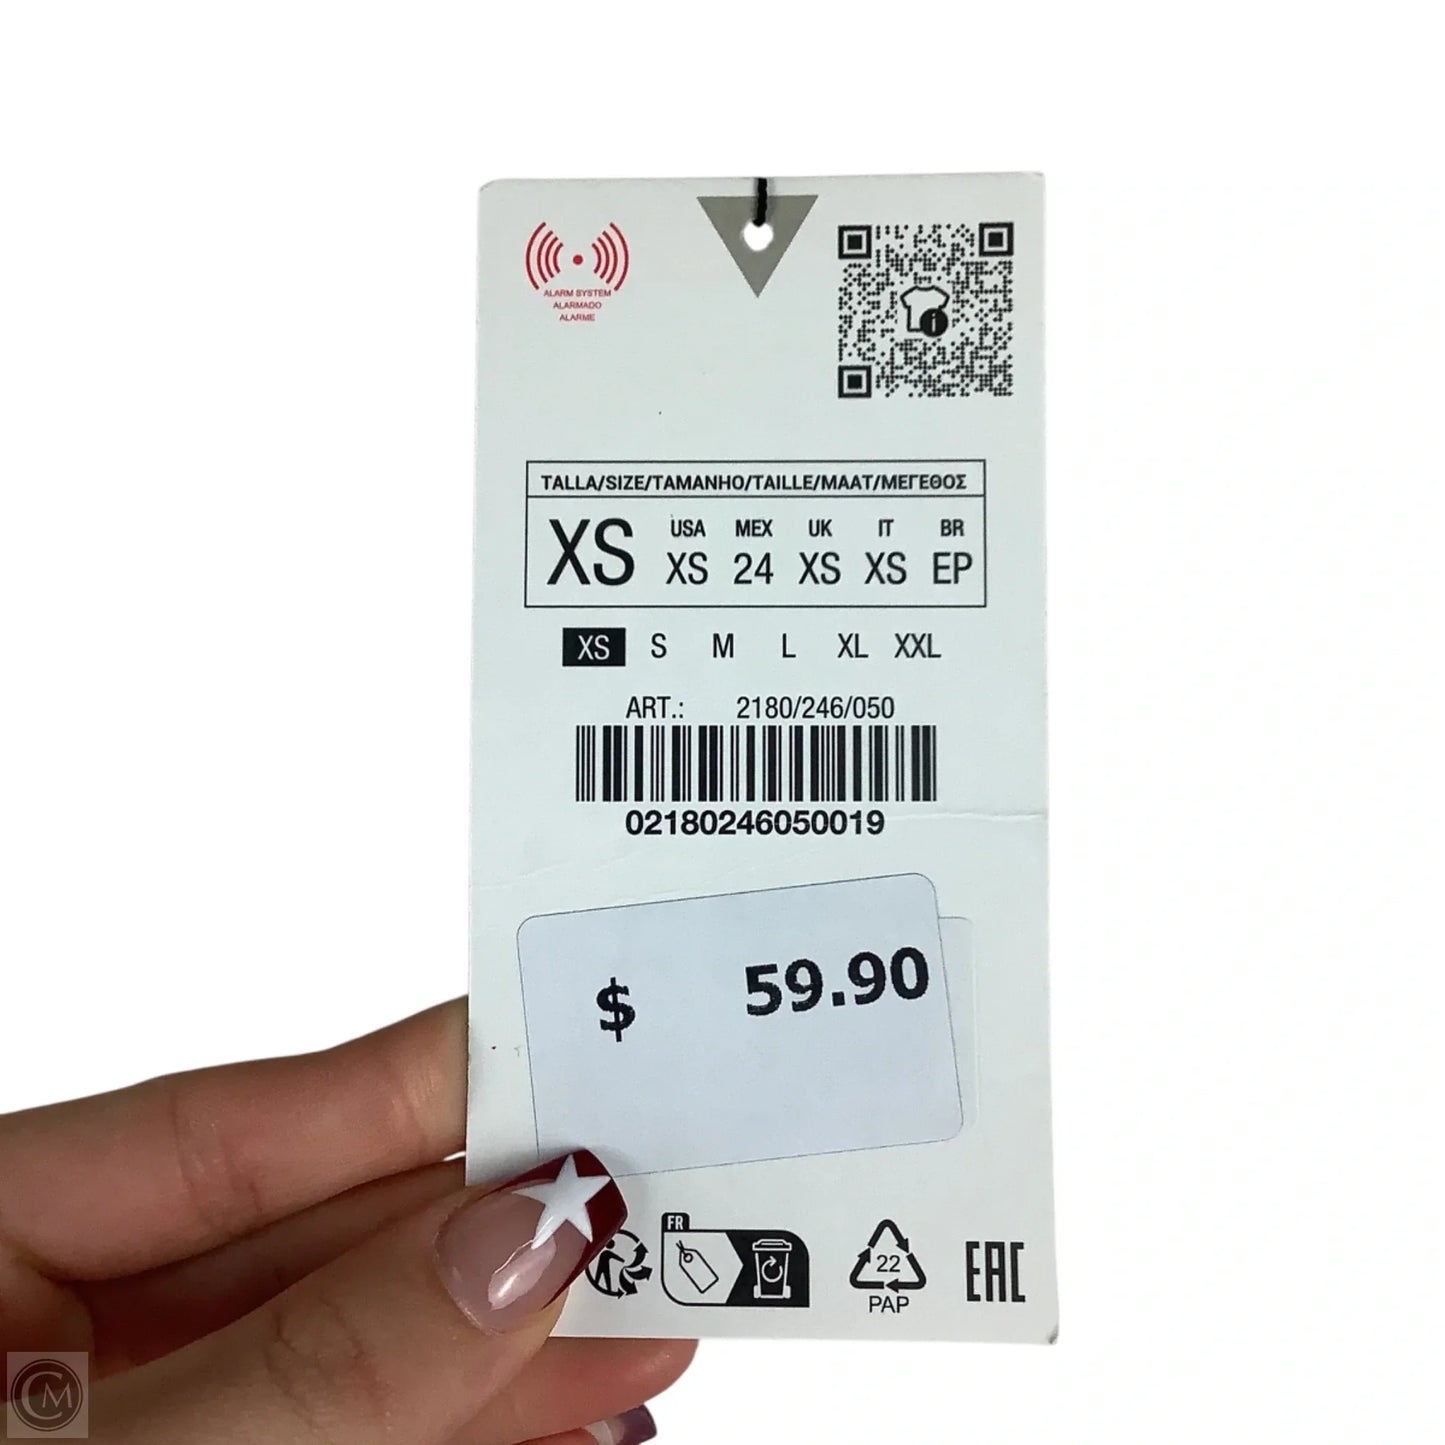 ALARM SYSTEM
ALARMADO
ALARME
i
TALLA/SIZE/TAMANHO/TAILLE/MAAT/ΜΕΓΕΘΟΣ
XS
USA MEX UK IT BR
XS 24 XS XS EP
XS S M L XL XXL
ART.: 2180/246/050
02180246050019
$ 59.90
FR
22
PAP
EAC
CM